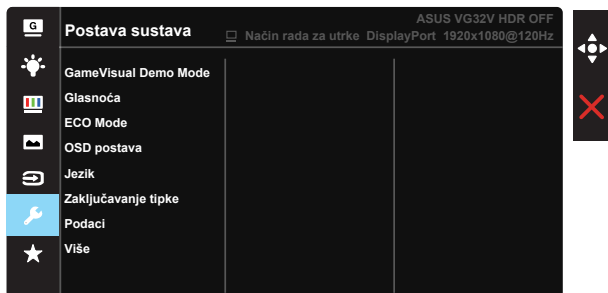 G
Postava sustava
ASUS VG32V HDR OFF
Način rada za utrke DisplayPort 1920x1080@120Hz
GameVisual Demo Mode
Glasnoća
ECO Mode
OSD postava
Jezik
Zaključavanje tipke
Podaci
Više